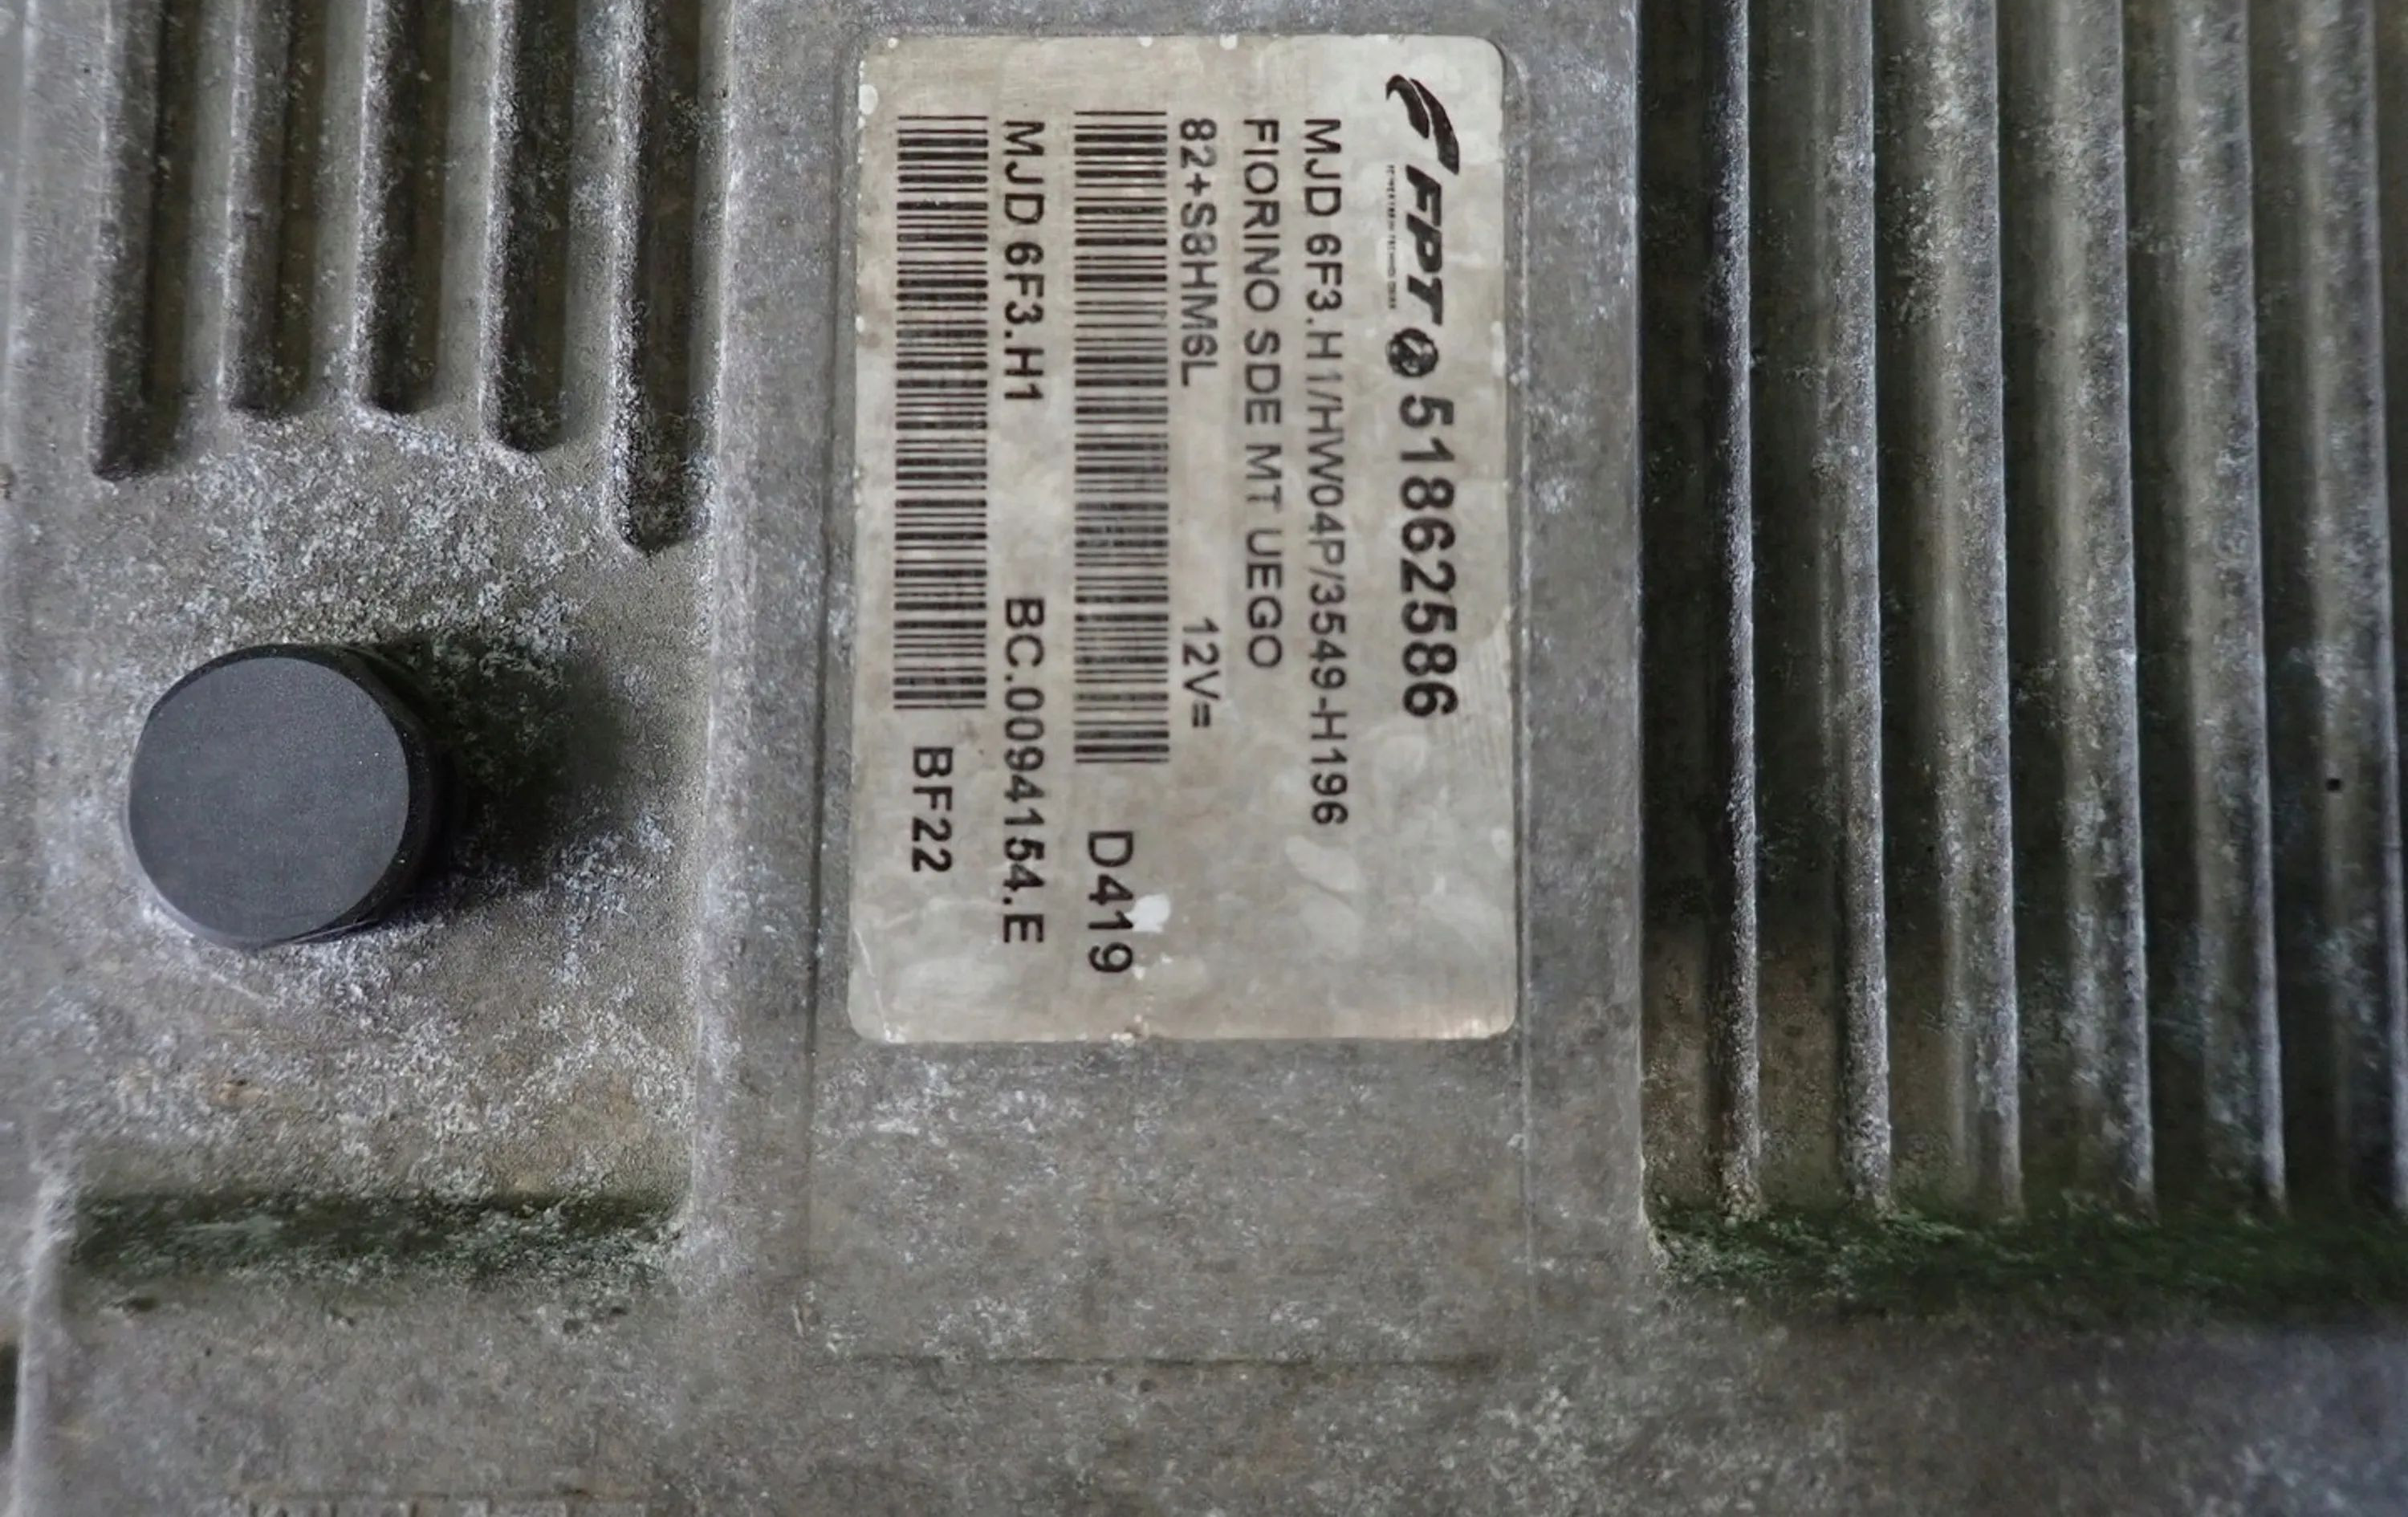 FPT 51862586
MJD 6F3.H1/HW04P/3549-H196
FIORINO SDE MT UEGO
82+S8HM6L 12V=
D419
MJD 6F3.H1 BC.0094154.E
BF22